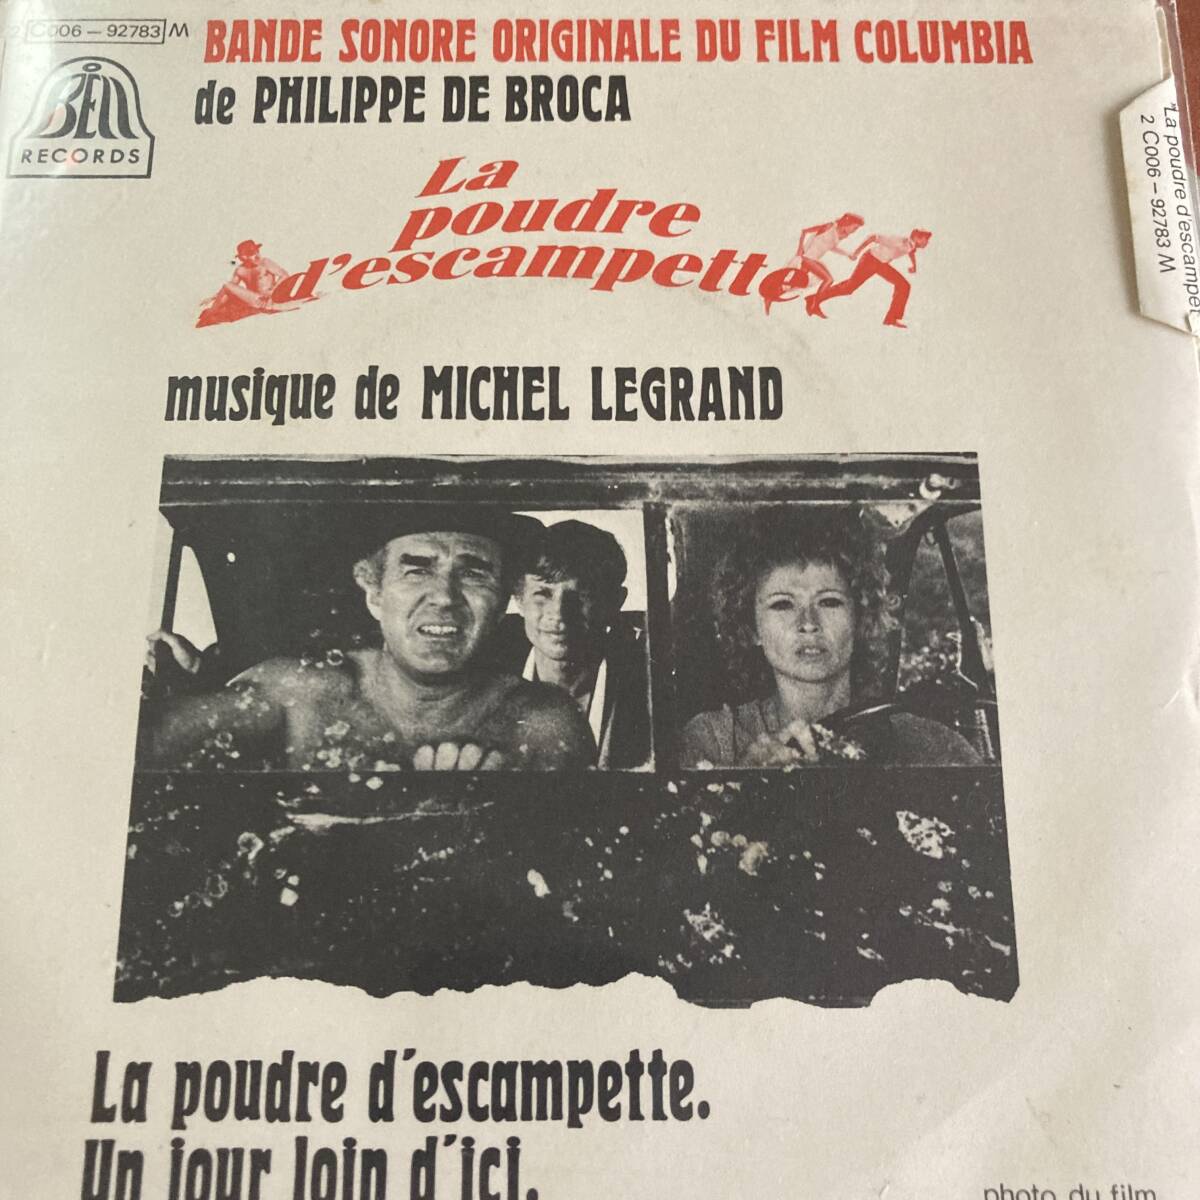 2 C006 – 92783 M
BELL
RECORDS
BANDE SONORE ORIGINALE DU FILM COLUMBIA
de PHILIPPE DE BROCA
La
poudre
d'escampette
musique de MICHEL LEGRAND
"La poudre d'escampet
2 C006 – 92783 M
La poudre d'escampette.
Un jour loin d'ici.
photo du film